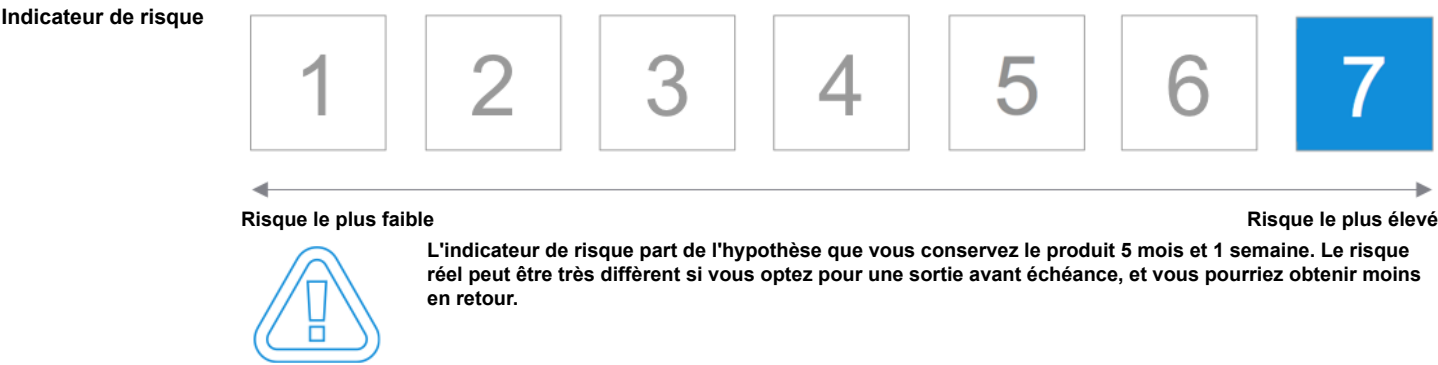 Indicateur de risque
1 2 3 4 5 6 7
Risque le plus faible
Risque le plus élevé
L'indicateur de risque part de l'hypothèse que vous conservez le produit 5 mois et 1 semaine. Le risque
réel peut être très diffèrent si vous optez pour une sortie avant échéance, et vous pourriez obtenir moins
en retour.